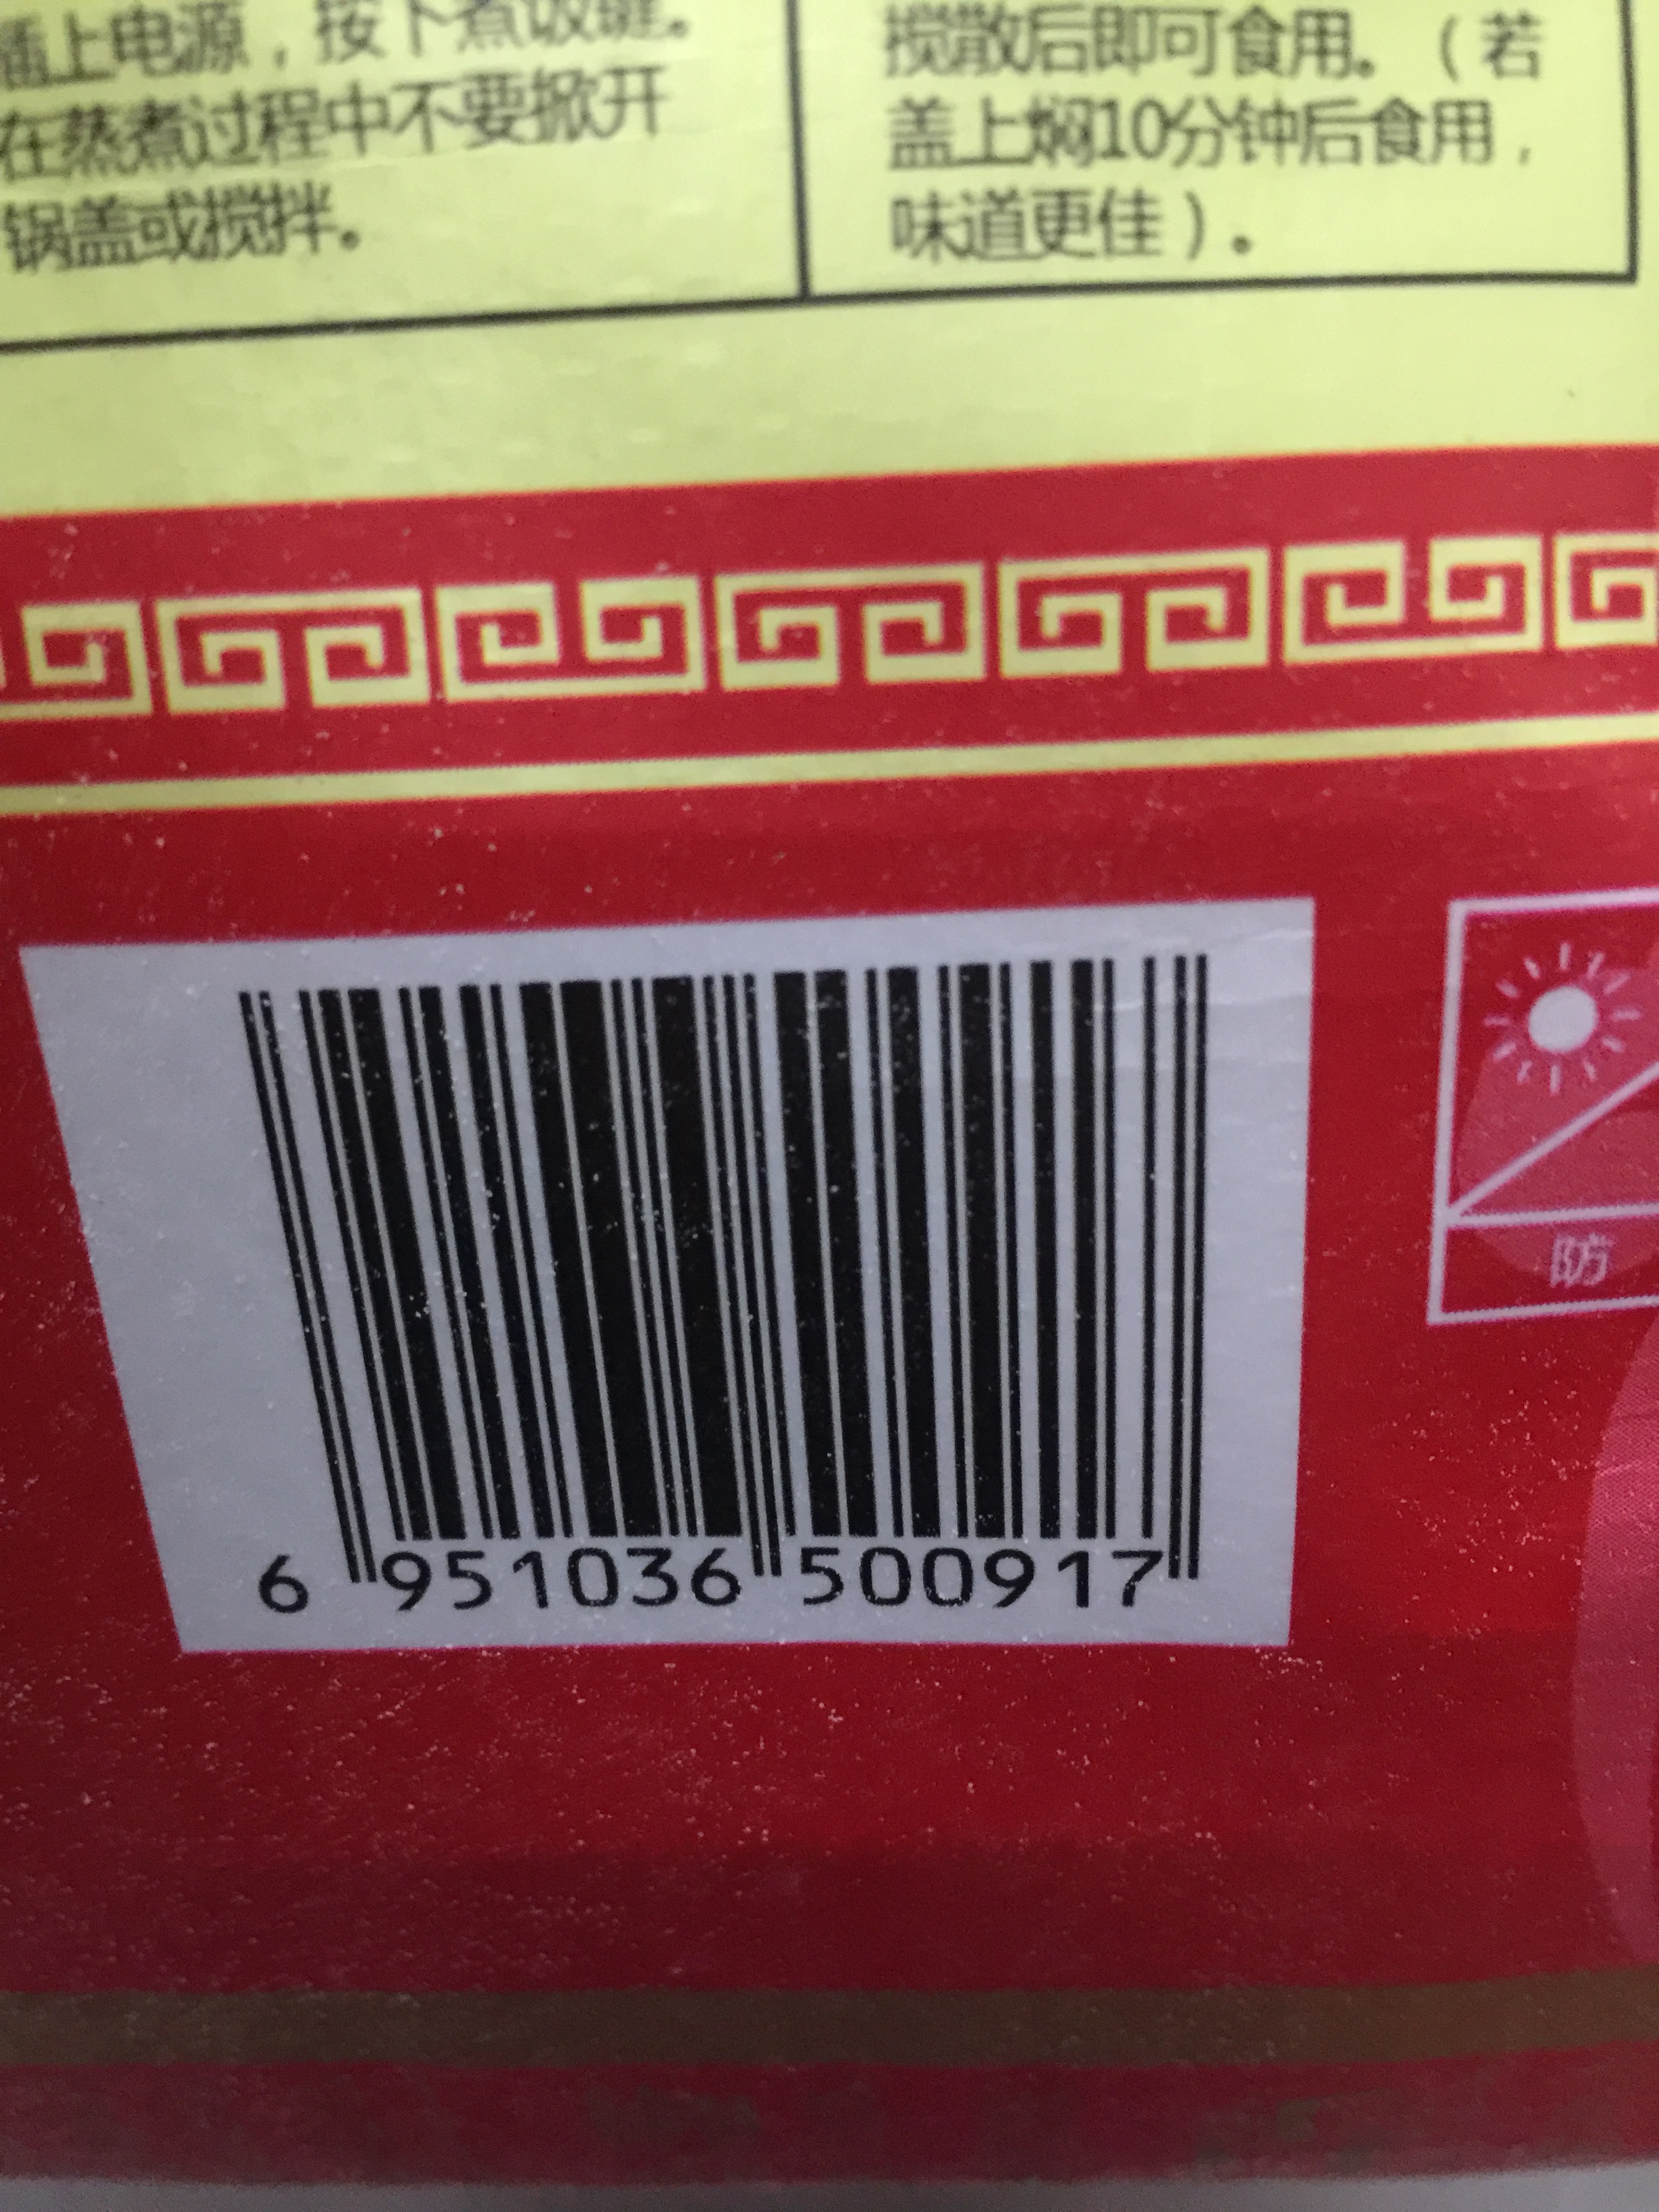 插上电源，按下煮饭键。
在蒸煮过程中不要掀开
锅盖或搅拌。
搅散后即可食用。（若
盖上焖10分钟后食用，
味道更佳）。
防
6 951036 500917